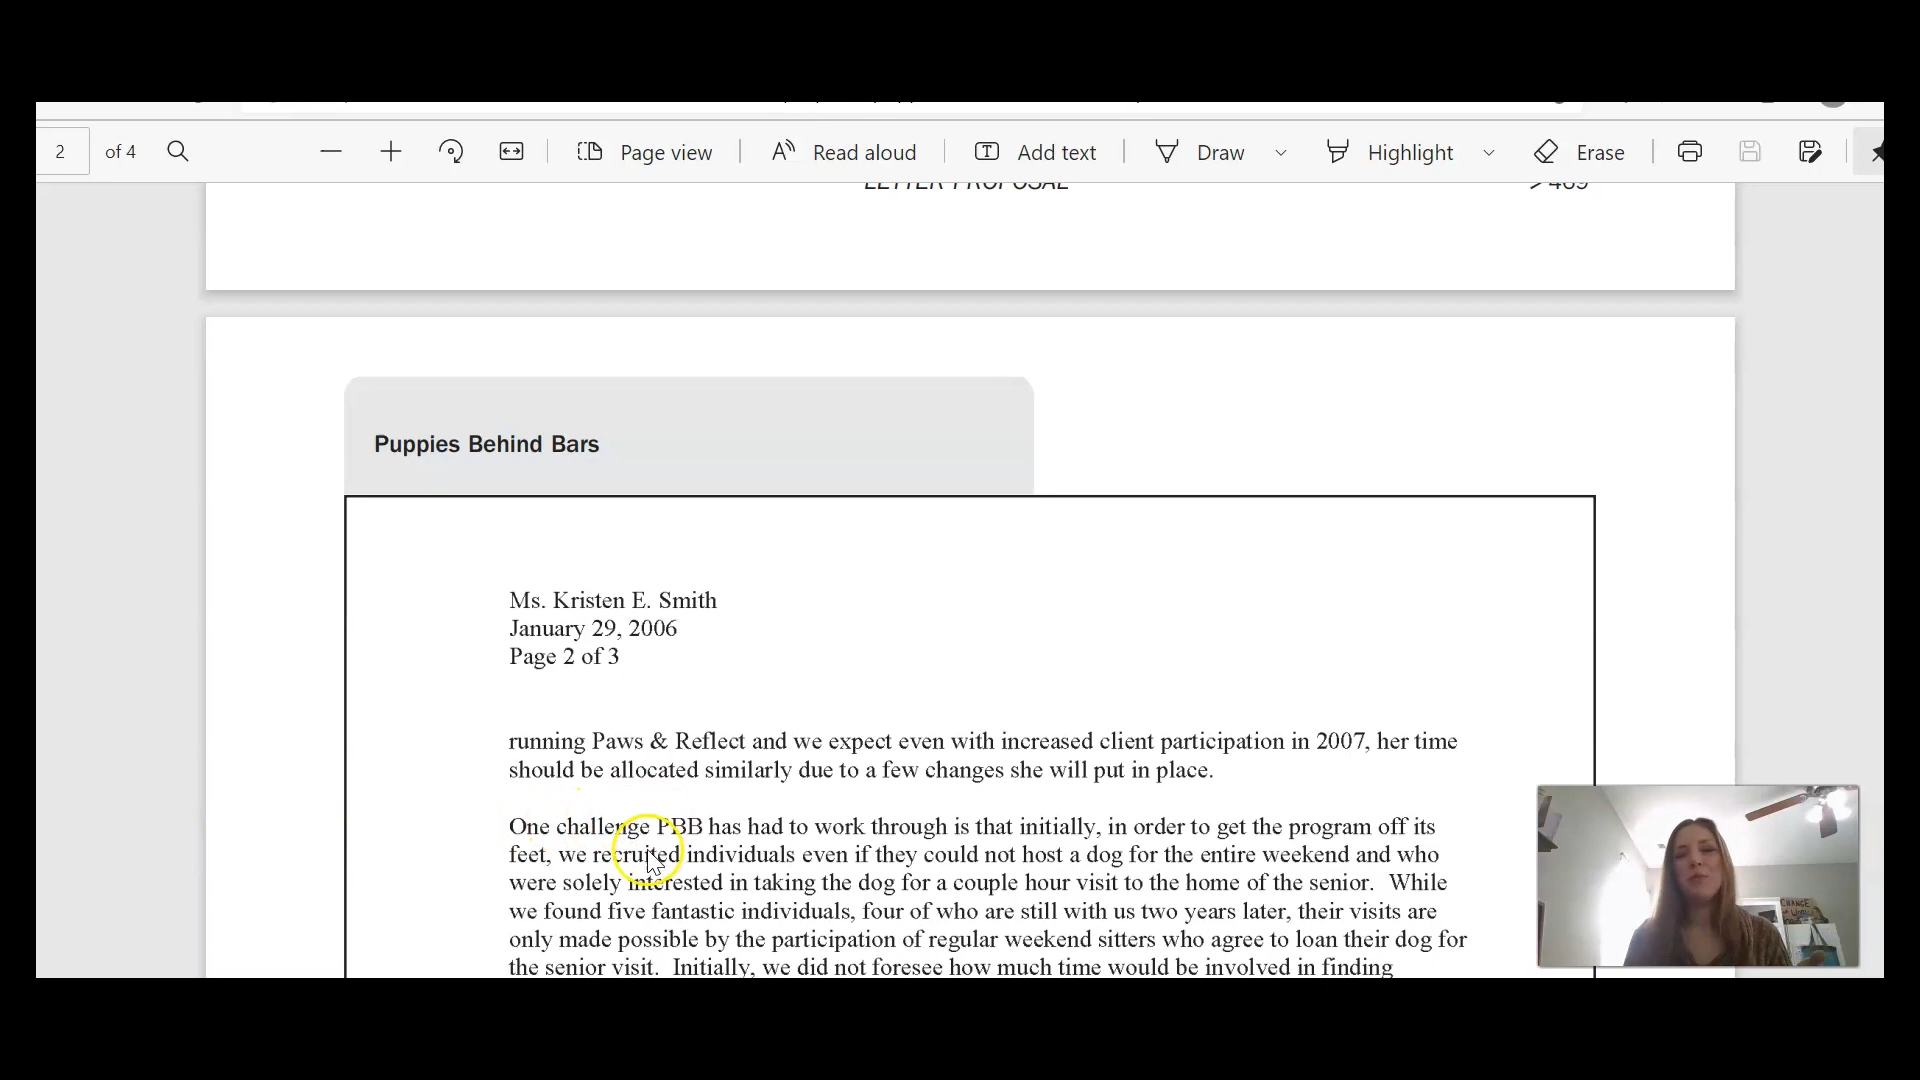 2 of 4 Page view Read aloud Add text Draw Highlight Erase
LETTER PROPOSAL > 469
Puppies Behind Bars
Ms. Kristen E. Smith
January 29, 2006
Page 2 of 3
running Paws & Reflect and we expect even with increased client participation in 2007, her time
should be allocated similarly due to a few changes she will put in place.
One challenge PBB has had to work through is that initially, in order to get the program off its
feet, we recruited individuals even if they could not host a dog for the entire weekend and who
were solely interested in taking the dog for a couple hour visit to the home of the senior. While
we found five fantastic individuals, four of who are still with us two years later, their visits are
only made possible by the participation of regular weekend sitters who agree to loan their dog for
the senior visit. Initially, we did not foresee how much time would be involved in finding
CHANGE